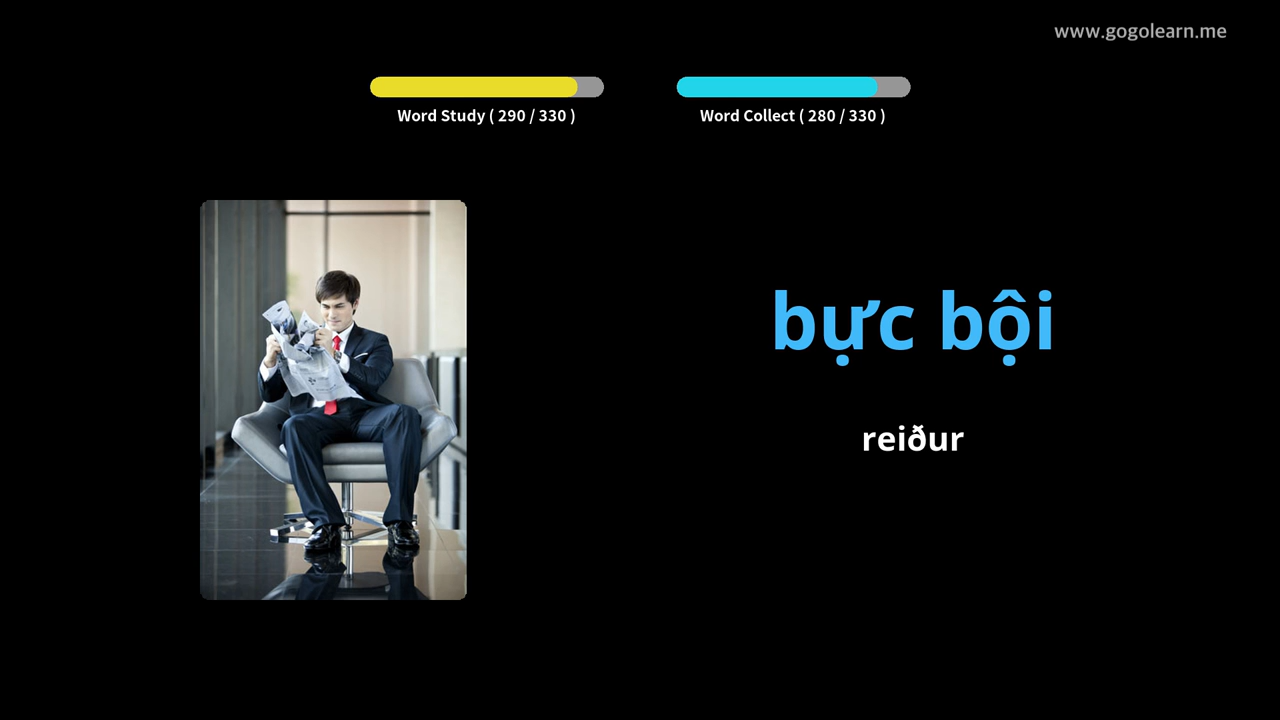 www.gogolearn.me
Word Study ( 290 / 330 )
Word Collect ( 280 / 330 )
bực bội
reiður